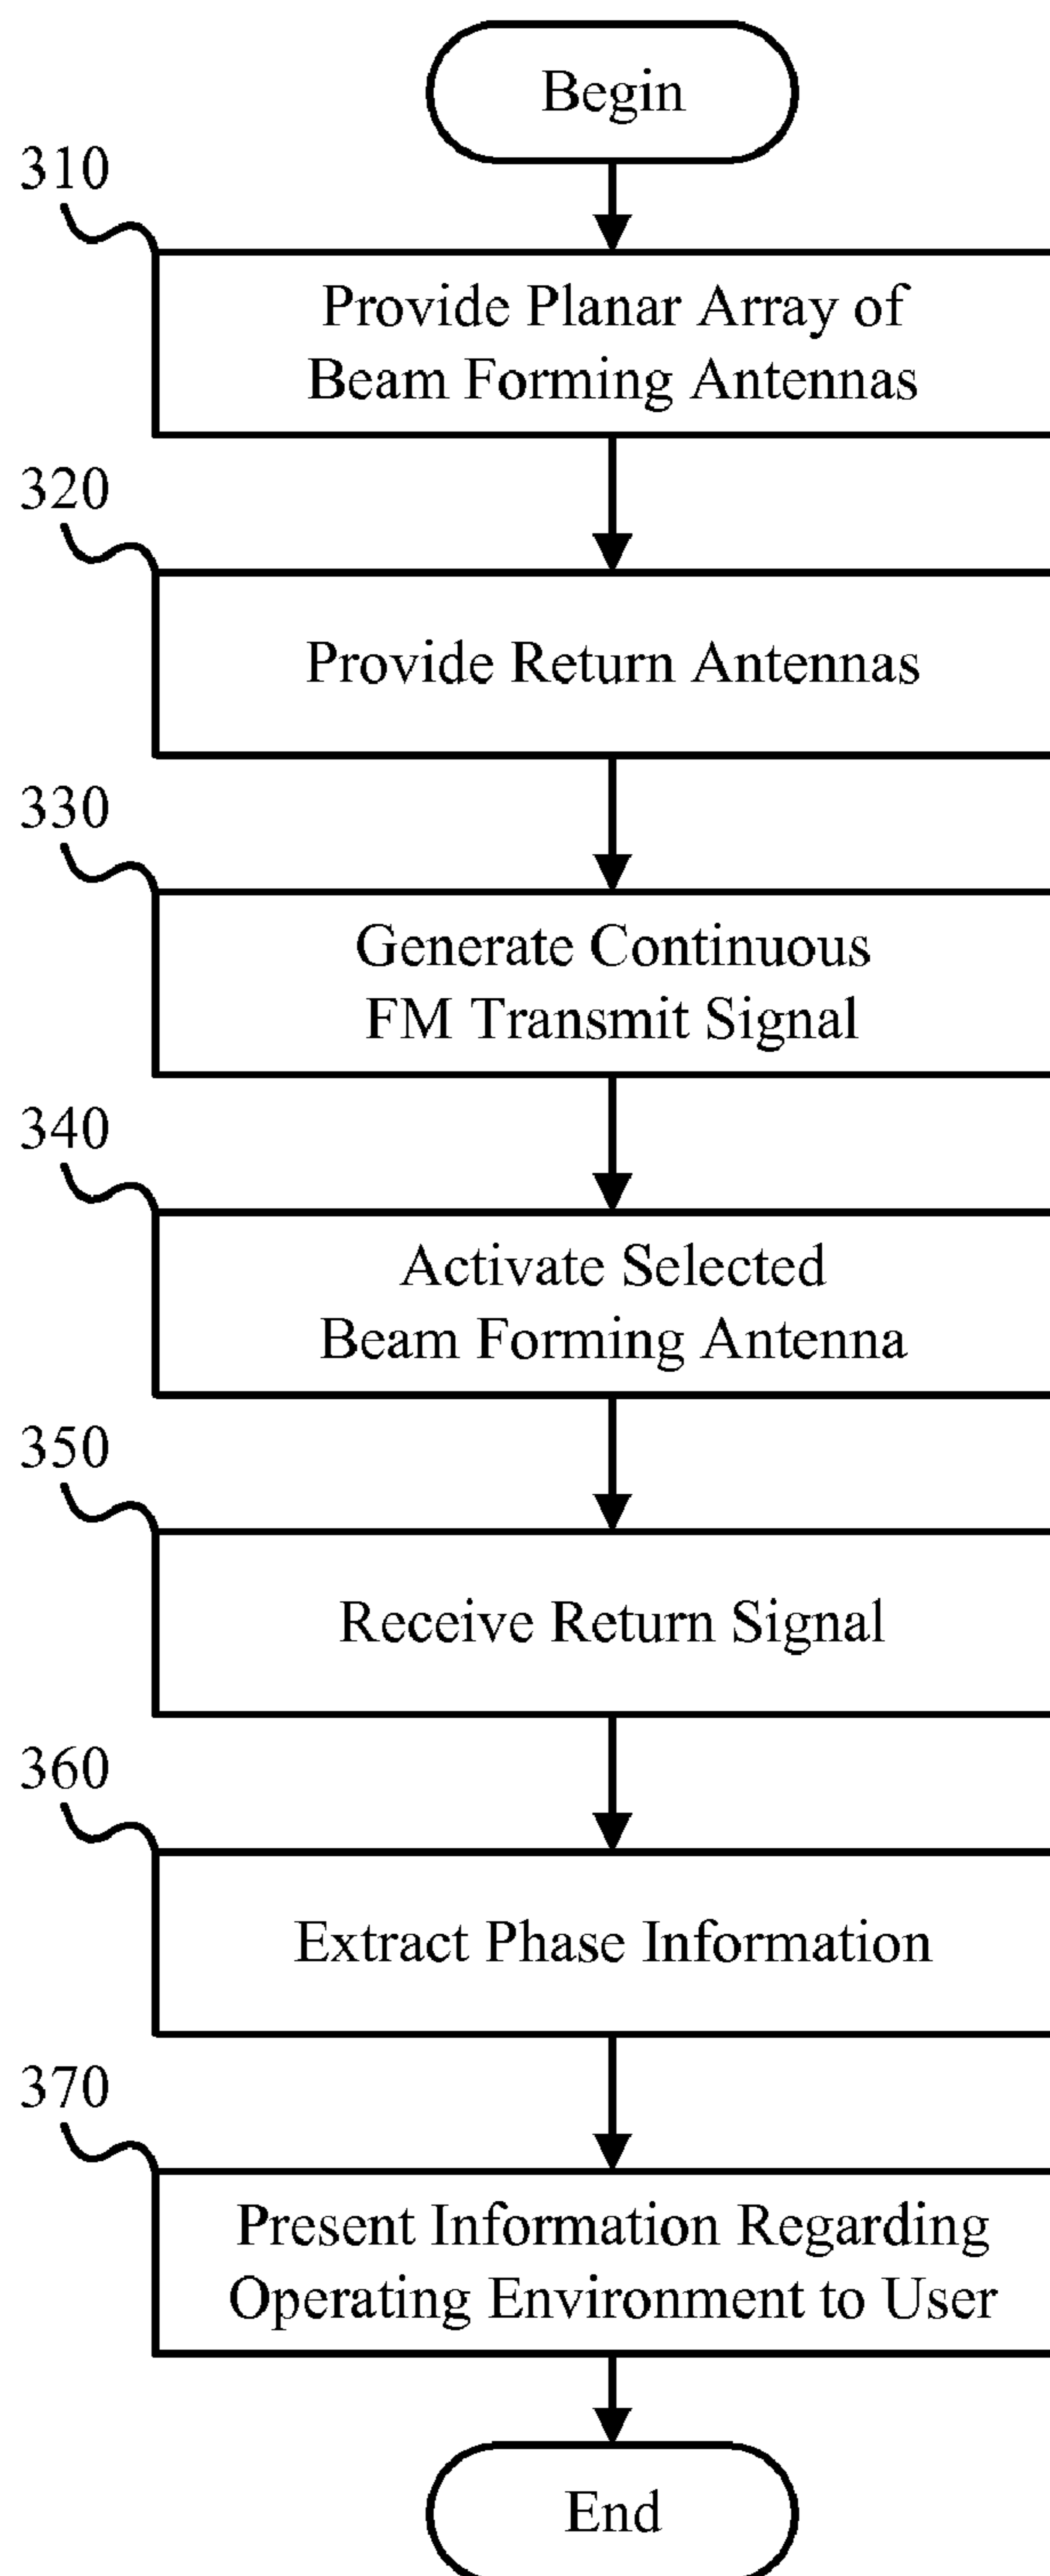 Begin
310
Provide Planar Array of
Beam Forming Antennas
320
Provide Return Antennas
330
Generate Continuous
FM Transmit Signal
340
Activate Selected
Beam Forming Antenna
350
Receive Return Signal
360
Extract Phase Information
370
Present Information Regarding
Operating Environment to User
End